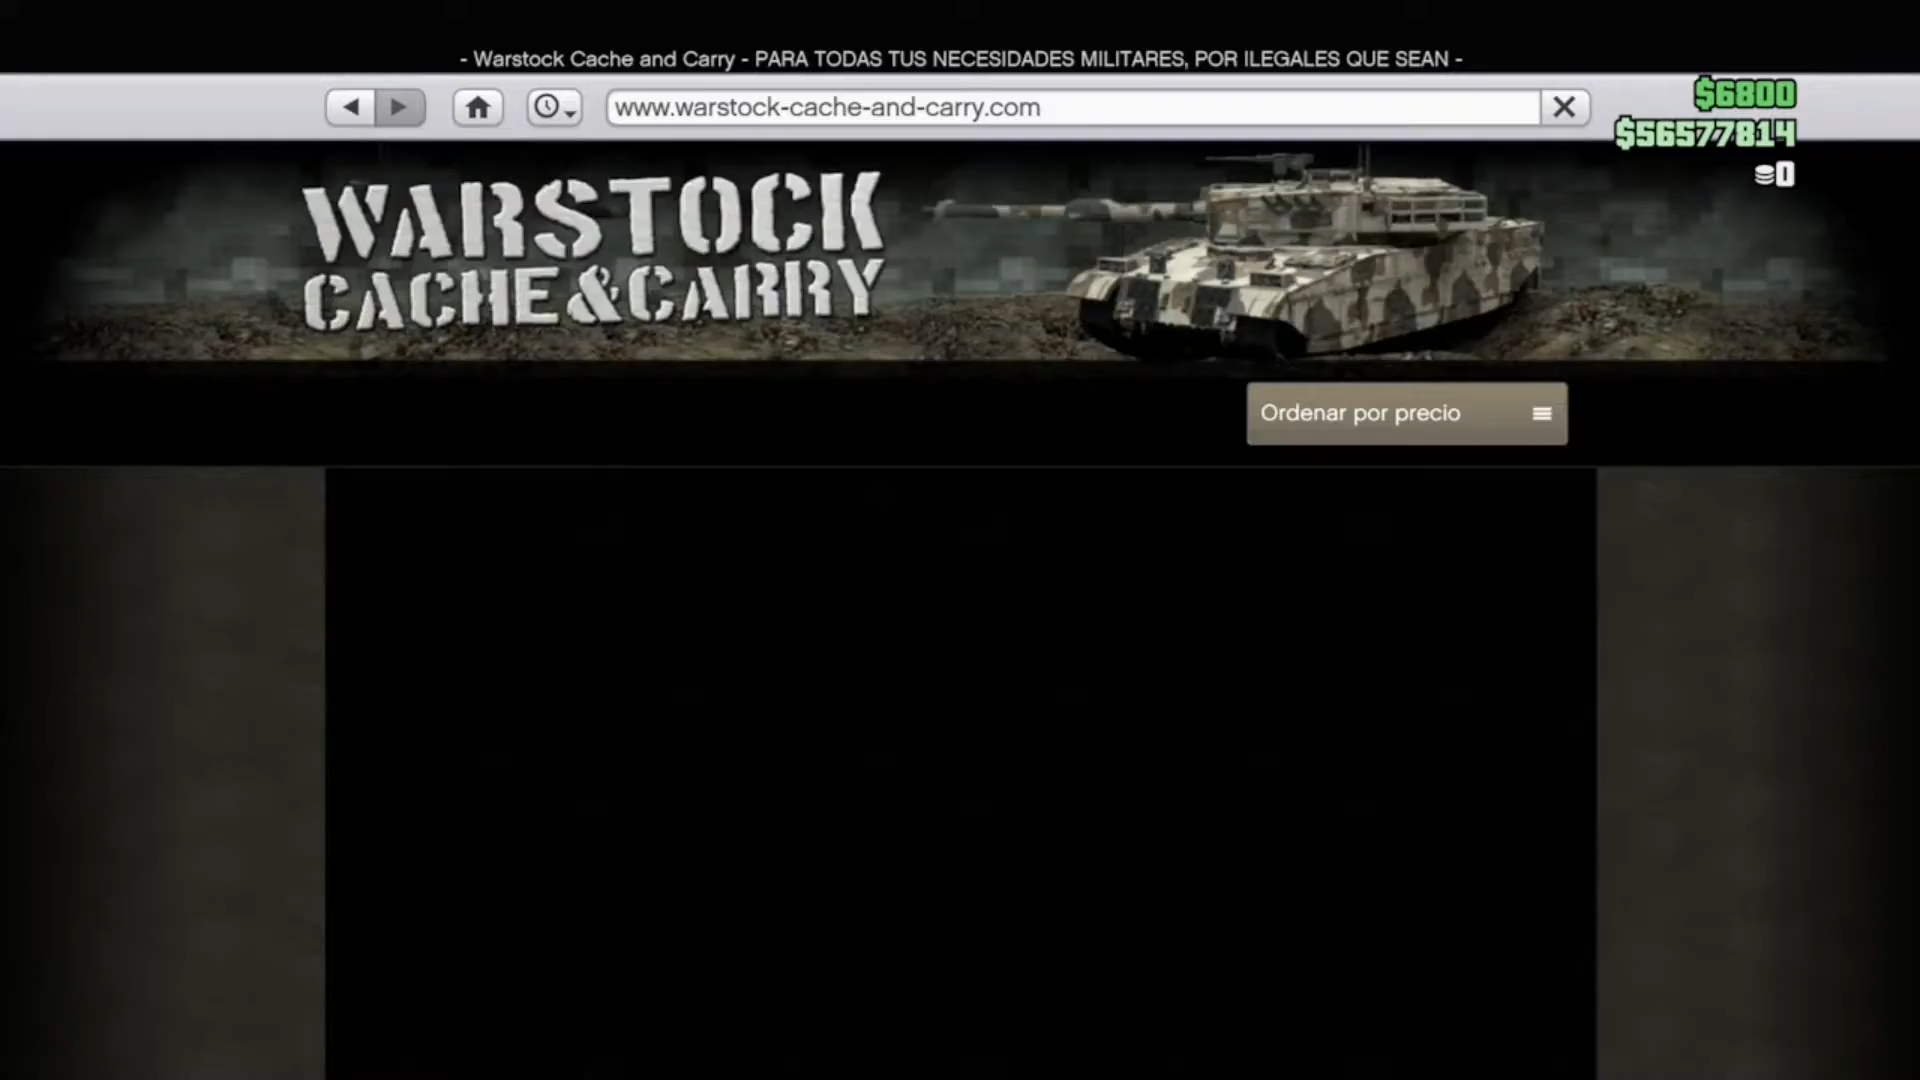 - Warstock Cache and Carry - PARA TODAS TUS NECESIDADES MILITARES, POR ILEGALES QUE SEAN -
www.warstock-cache-and-carry.com
$6800
$56577814
0
WARSTOCK
CACHE&CARRY
Ordenar por precio